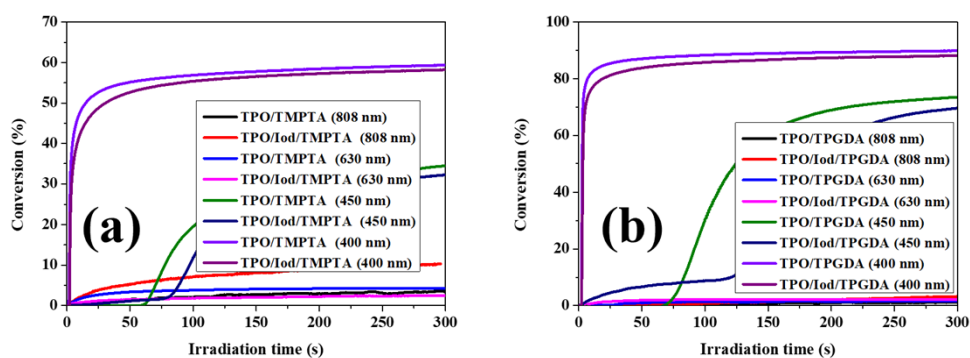 70
60
50
40
30
20
10
0
Conversion (%)
TPO/TMPTA (808 nm)
TPO/Iod/TMPTA (808 nm)
TPO/TMPTA (630 nm)
TPO/Iod/TMPTA (630 nm)
TPO/TMPTA (450 nm)
TPO/Iod/TMPTA (450 nm)
TPO/TMPTA (400 nm)
TPO/Iod/TMPTA (400 nm)
(a)
0 50 100 150 200 250 300
Irradiation time (s)
100
80
60
40
20
0
Conversion (%)
TPO/TPGDA (808 nm)
TPO/Iod/TPGDA (808 nm)
TPO/TPGDA (630 nm)
TPO/Iod/TPGDA (630 nm)
TPO/TPGDA (450 nm)
TPO/Iod/TPGDA (450 nm)
TPO/TPGDA (400 nm)
TPO/Iod/TPGDA (400 nm)
(b)
0 50 100 150 200 250 300
Irradiation time (s)